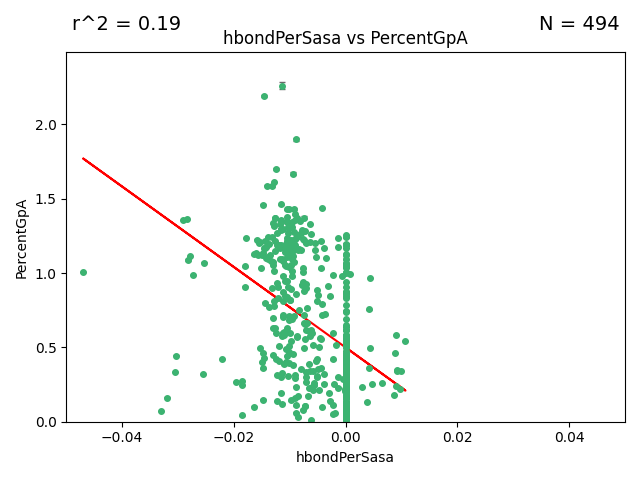 r^2 = 0.19
N = 494
hbondPerSasa vs PercentGpA
PercentGpA
2.0
1.5
1.0
0.5
0.0
−0.04
−0.02
0.00
0.02
0.04
hbondPerSasa